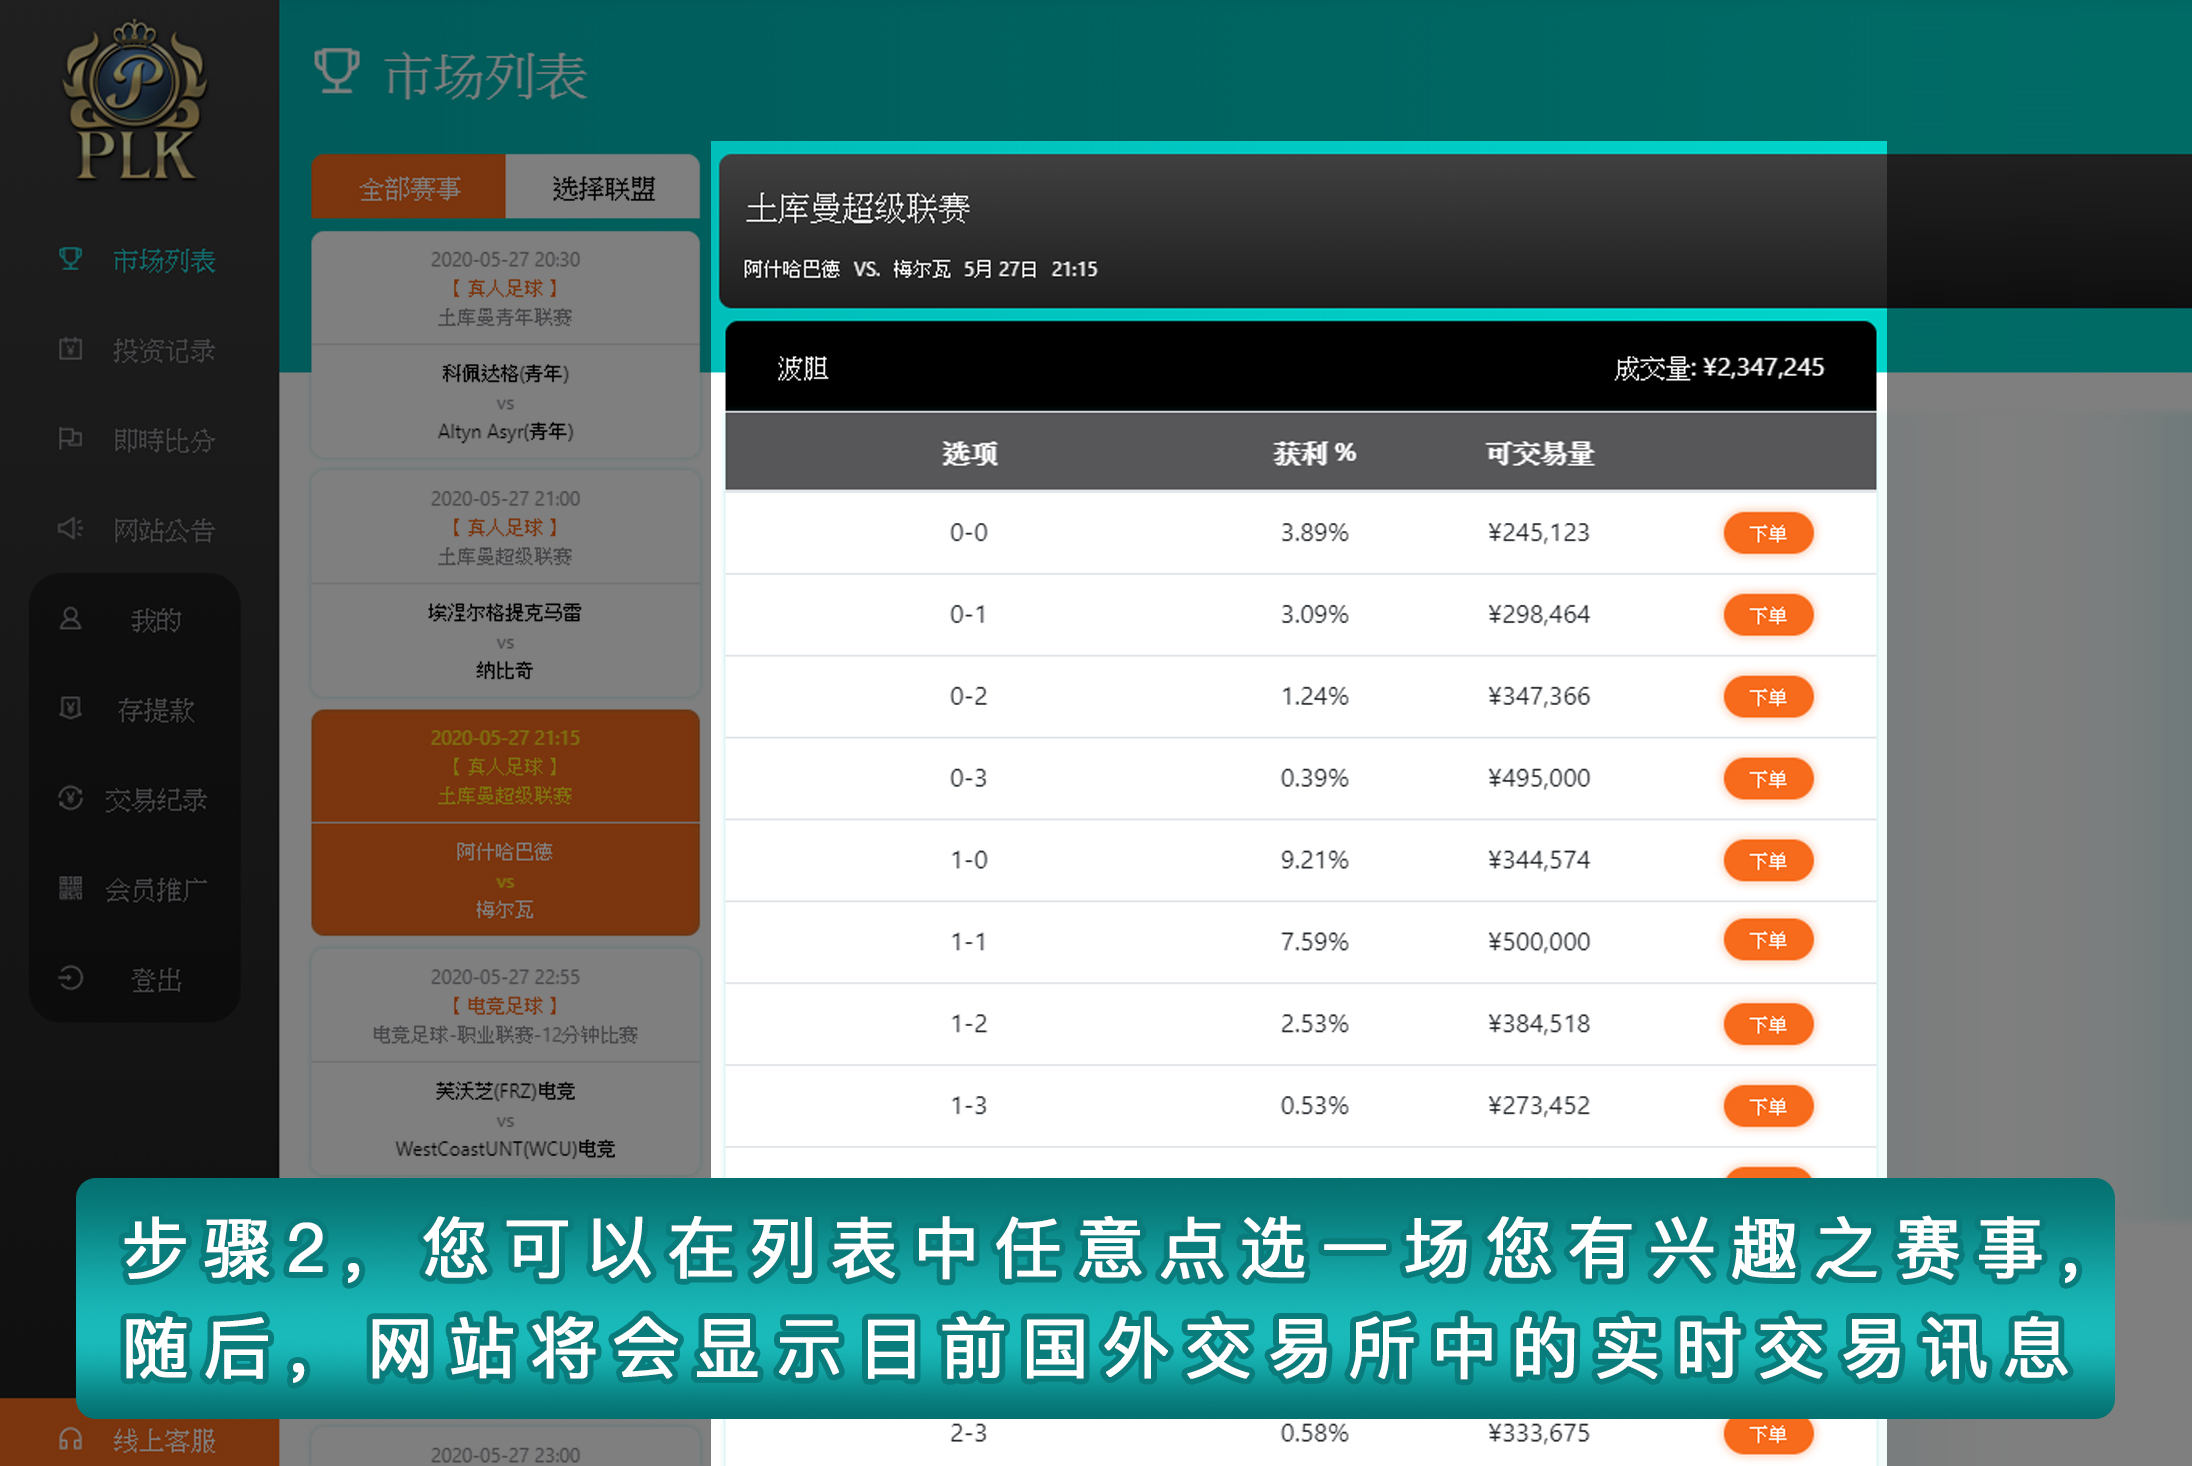 P
PLK
市场列表
投资记录
即時比分
网站公告
我的
存提款
交易纪录
会员推广
登出
线上客服
市场列表
全部赛事
选择联盟
2020-05-27 20:30
【 真人足球 】
土库曼青年联赛
科佩达格(青年)
vs
Altyn Asyr(青年)
2020-05-27 21:00
【 真人足球 】
土库曼超级联赛
埃涅尔格提克马雷
vs
纳比奇
2020-05-27 21:15
【 真人足球 】
土库曼超级联赛
阿什哈巴德
vs
梅尔瓦
2020-05-27 22:55
【 电竞足球 】
电竞足球-职业联赛-12分钟比赛
芙沃芝(FRZ)电竞
vs
WestCoastUNT(WCU)电竞
2020-05-27 23:00
土库曼超级联赛
阿什哈巴德 VS. 梅尔瓦 5月 27日 21:15
波胆 成交量: ¥2,347,245
选项 获利 % 可交易量
0-0 3.89% ¥245,123 下单
0-1 3.09% ¥298,464 下单
0-2 1.24% ¥347,366 下单
0-3 0.39% ¥495,000 下单
1-0 9.21% ¥344,574 下单
1-1 7.59% ¥500,000 下单
1-2 2.53% ¥384,518 下单
1-3 0.53% ¥273,452 下单
步骤2，您可以在列表中任意点选一场您有兴趣之赛事，
随后，网站将会显示目前国外交易所中的实时交易讯息
2-3 0.58% ¥333,675 下单